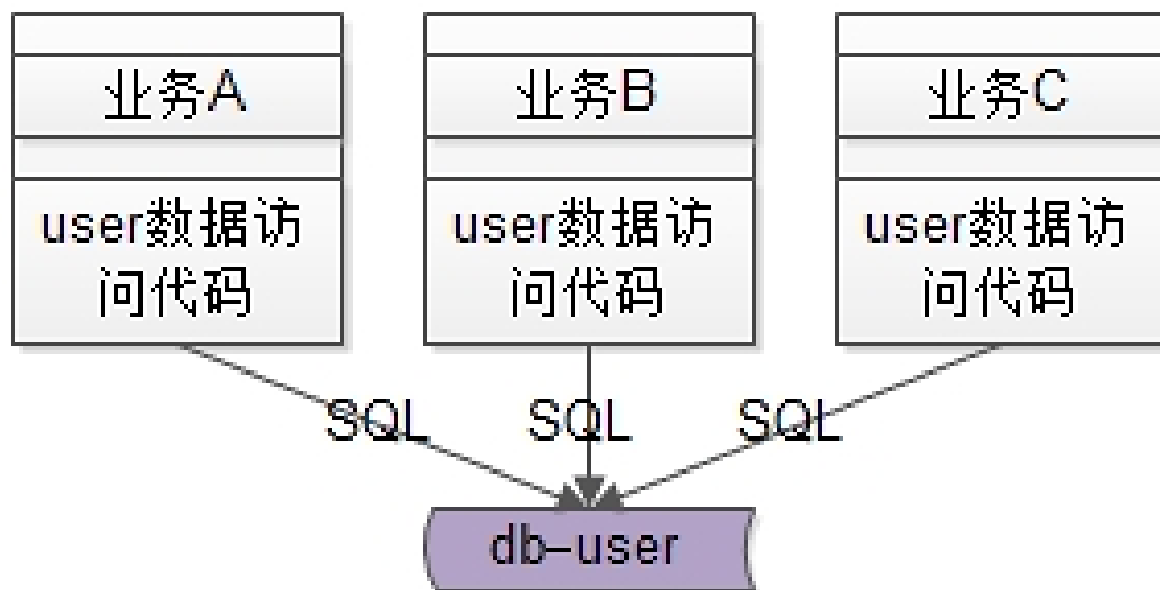 业务A
业务B
业务C
user数据访
问代码
user数据访
问代码
user数据访
问代码
SQL
SQL
SQL
db-user